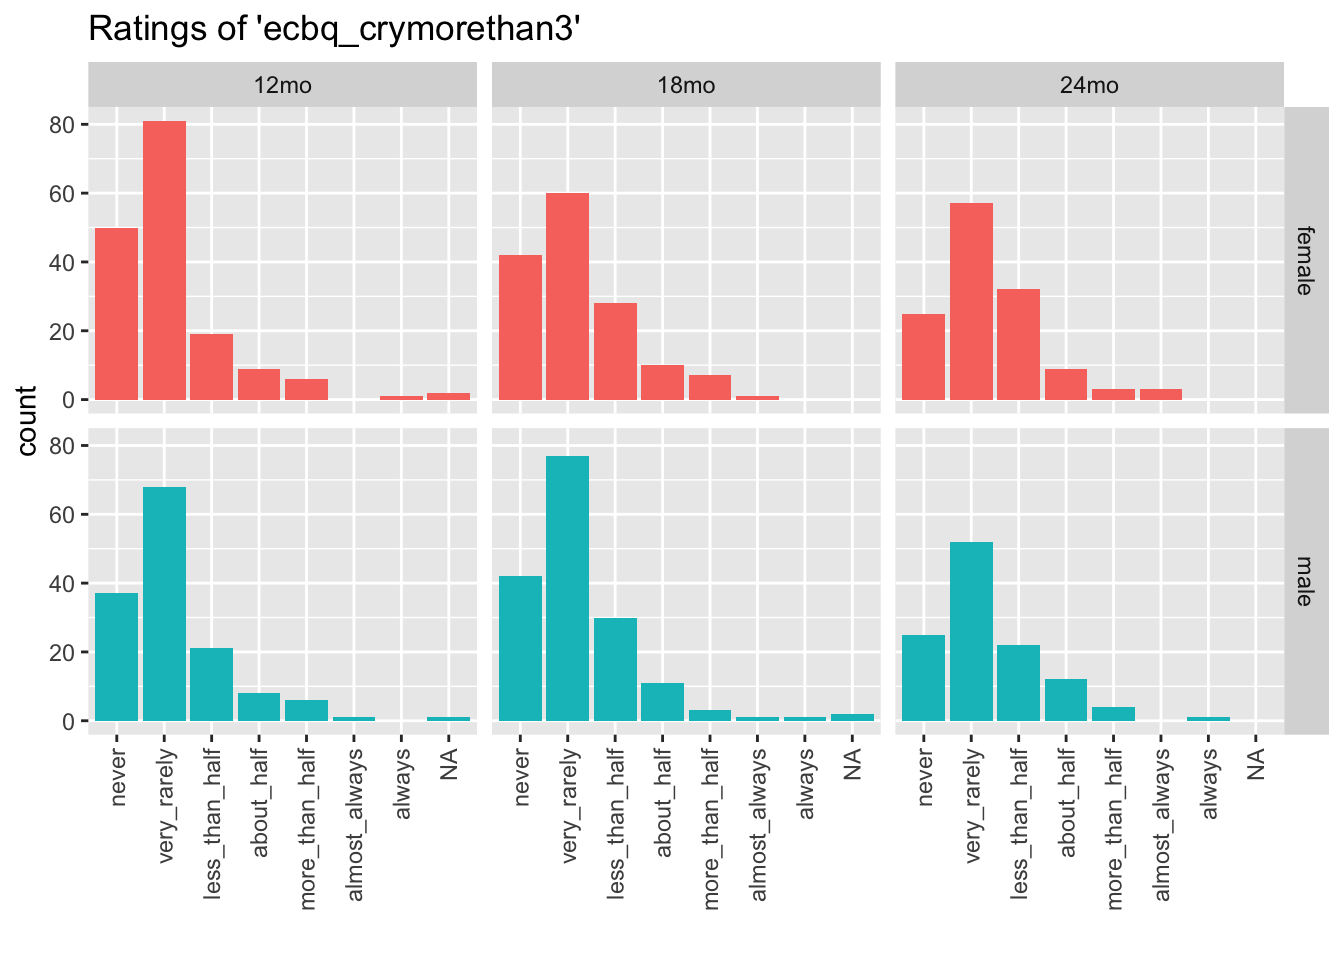 Ratings of 'ecbq_crymorethan3'
12mo 18mo 24mo
80
60
40
20
0
female
count
80
60
40
20
0
male
never very_rarely less_than_half about_half more_than_half almost_always always NA
never very_rarely less_than_half about_half more_than_half almost_always always NA
never very_rarely less_than_half about_half more_than_half almost_always always NA